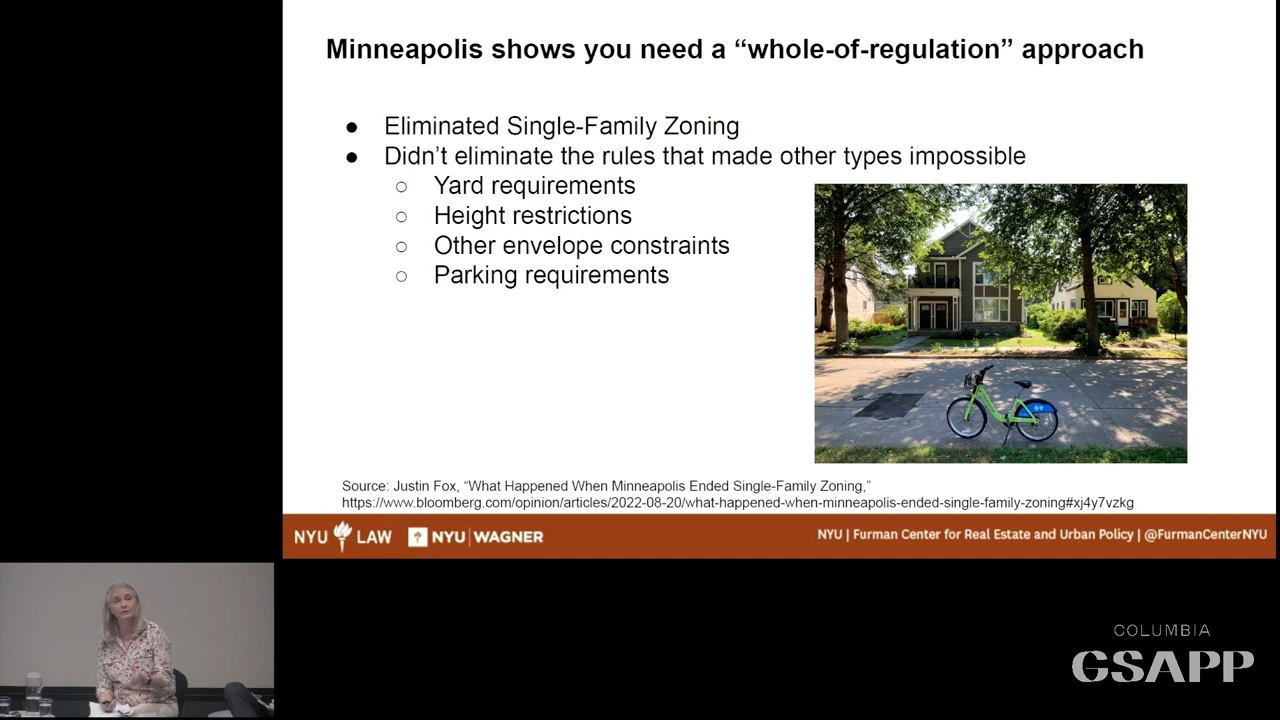 Minneapolis shows you need a “whole-of-regulation” approach
● Eliminated Single-Family Zoning
● Didn’t eliminate the rules that made other types impossible
○ Yard requirements
○ Height restrictions
○ Other envelope constraints
○ Parking requirements
Source: Justin Fox, “What Happened When Minneapolis Ended Single-Family Zoning,”
https://www.bloomberg.com/opinion/articles/2022-08-20/what-happened-when-minneapolis-ended-single-family-zoning#xj4y7vzkg
NYU LAW NYU | WAGNER
NYU | Furman Center for Real Estate and Urban Policy | @FurmanCenterNYU
COLUMBIA
GSAPP